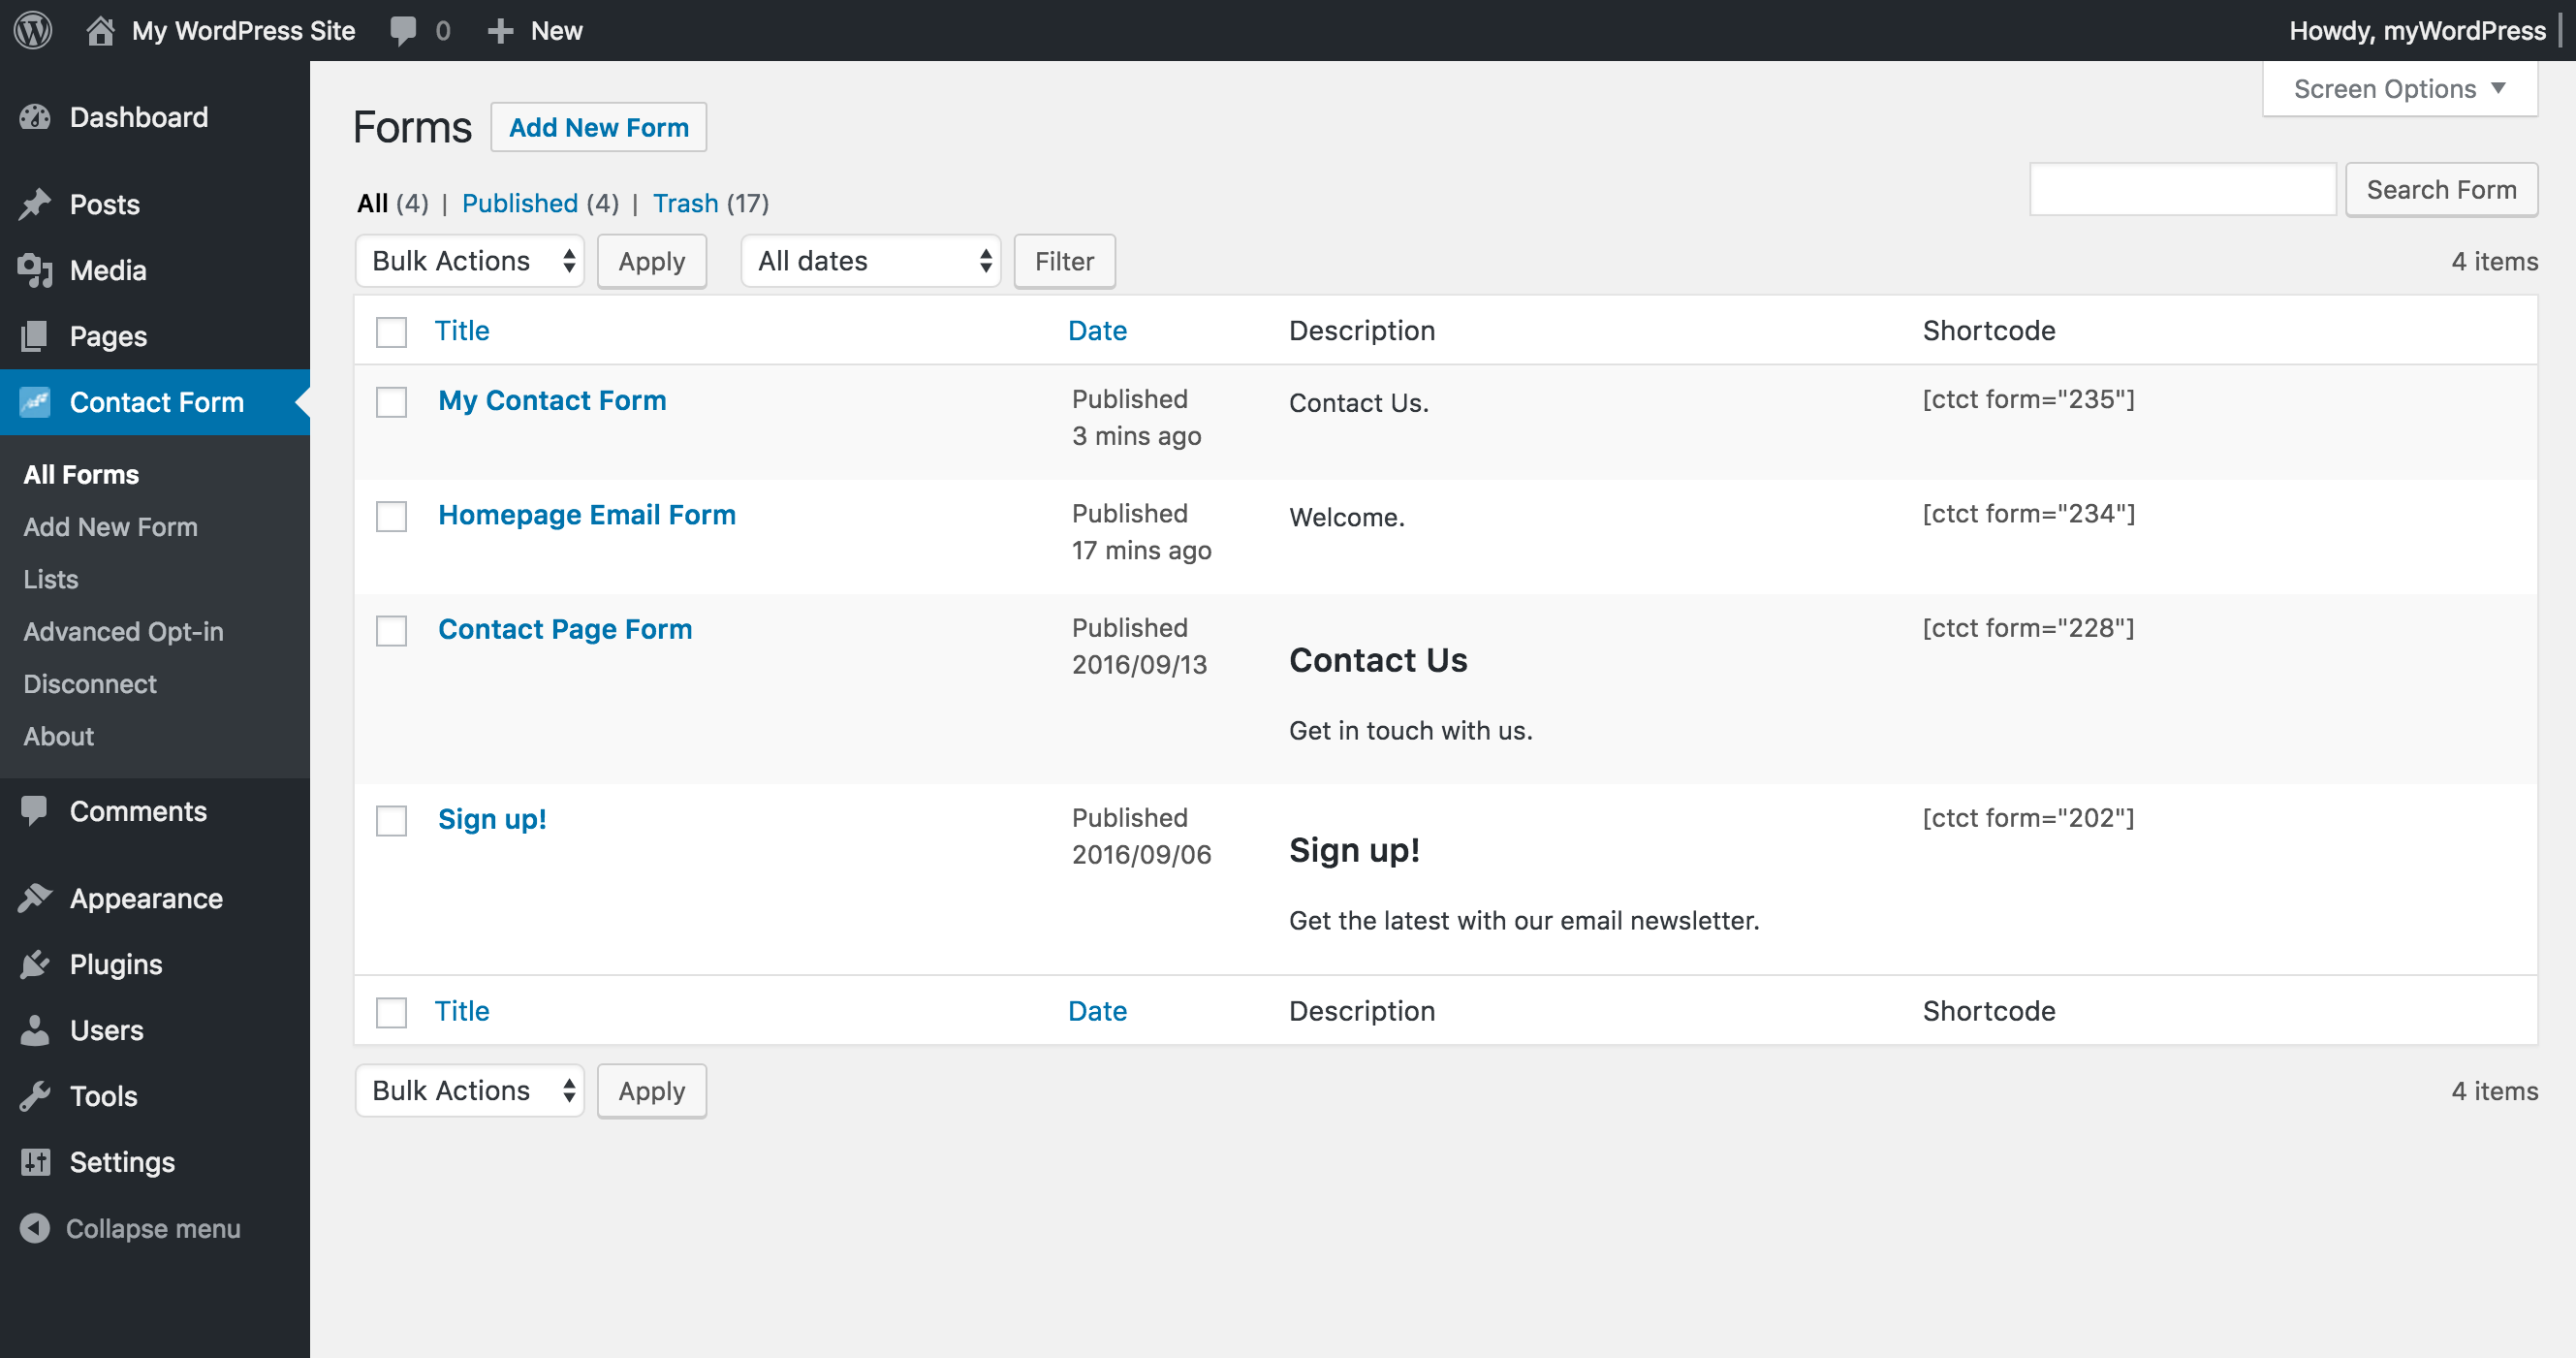 My WordPress Site 0 New Howdy, myWordPress
Screen Options
Dashboard
Posts
Media
Pages
Contact Form
All Forms
Add New Form
Lists
Advanced Opt-in
Disconnect
About
Comments
Appearance
Plugins
Users
Tools
Settings
Collapse menu
Forms Add New Form
Search Form
All (4) | Published (4) | Trash (17)
Bulk Actions Apply All dates Filter 4 items
Title Date Description Shortcode
My Contact Form Published Contact Us. [ctct form="235"]
3 mins ago
Homepage Email Form Published Welcome. [ctct form="234"]
17 mins ago
Contact Page Form Published [ctct form="228"]
2016/09/13 Contact Us
Get in touch with us.
Sign up! Published [ctct form="202"]
2016/09/06 Sign up!
Get the latest with our email newsletter.
Title Date Description Shortcode
Bulk Actions Apply 4 items